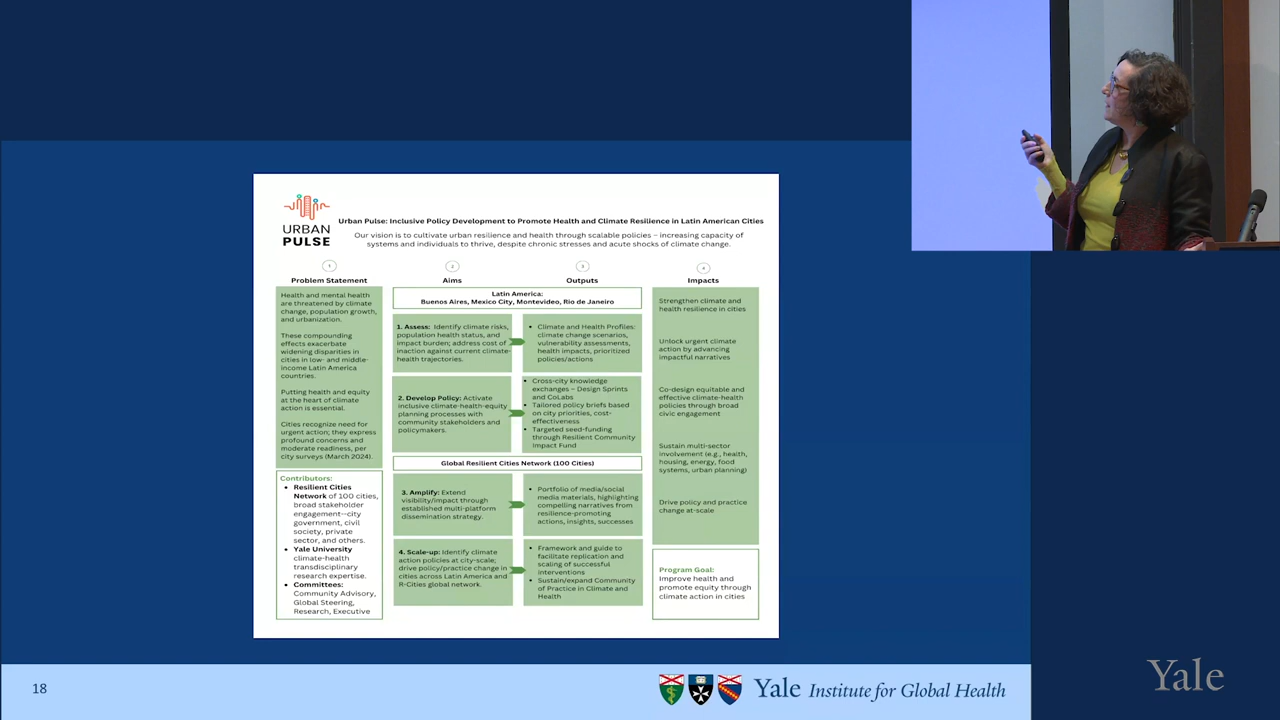 URBAN
PULSE
Urban Pulse: Inclusive Policy Development to Promote Health and Climate Resilience in Latin American Cities
Our vision is to cultivate urban resilience and health through scalable policies – increasing capacity of
systems and individuals to thrive, despite chronic stresses and acute shocks of climate change.
1
Problem Statement
Health and mental health
are threatened by climate
change, population growth,
and urbanization.
These compounding
effects exacerbate
widening disparities in
cities in low- and middle-
income Latin America
countries.
Putting health and equity
at the heart of climate
action is essential.
Cities recognize need for
urgent action; they express
profound concerns and
moderate readiness, per
city surveys (March 2024).
Contributors:
• Resilient Cities
Network of 100 cities,
broad stakeholder
engagement--city
government, civil
society, private
sector, and others.
• Yale University
climate-health
transdisciplinary
research expertise.
• Committees:
Community Advisory,
Global Steering,
Research, Executive
2
Aims
3
Outputs
Latin America:
Buenos Aires, Mexico City, Montevideo, Rio de Janeiro
1. Assess: Identify climate risks,
population health status, and
impact burden; address cost of
inaction against current climate-
health trajectories.
• Climate and Health Profiles:
climate change scenarios,
vulnerability assessments,
health impacts, prioritized
policies/actions
2. Develop Policy: Activate
inclusive climate-health-equity
planning processes with
community stakeholders and
policymakers.
• Cross-city knowledge
exchanges – Design Sprints
and CoLabs
• Tailored policy briefs based
on city priorities, cost-
effectiveness
• Targeted seed-funding
through Resilient Community
Impact Fund
Global Resilient Cities Network (100 Cities)
3. Amplify: Extend
visibility/impact through
established multi-platform
dissemination strategy.
• Portfolio of media/social
media materials, highlighting
compelling narratives from
resilience-promoting
actions, insights, successes
4. Scale-up: Identify climate
action policies at city-scale;
drive policy/practice change in
cities across Latin America and
R-Cities global network.
• Framework and guide to
facilitate replication and
scaling of successful
interventions
• Sustain/expand Community
of Practice in Climate and
Health
4
Impacts
Strengthen climate and
health resilience in cities
Unlock urgent climate
action by advancing
impactful narratives
Co-design equitable and
effective climate-health
policies through broad
civic engagement
Sustain multi-sector
involvement (e.g., health,
housing, energy, food
systems, urban planning)
Drive policy and practice
change at-scale
Program Goal:
Improve health and
promote equity through
climate action in cities
18
Yale Institute for Global Health
Yale